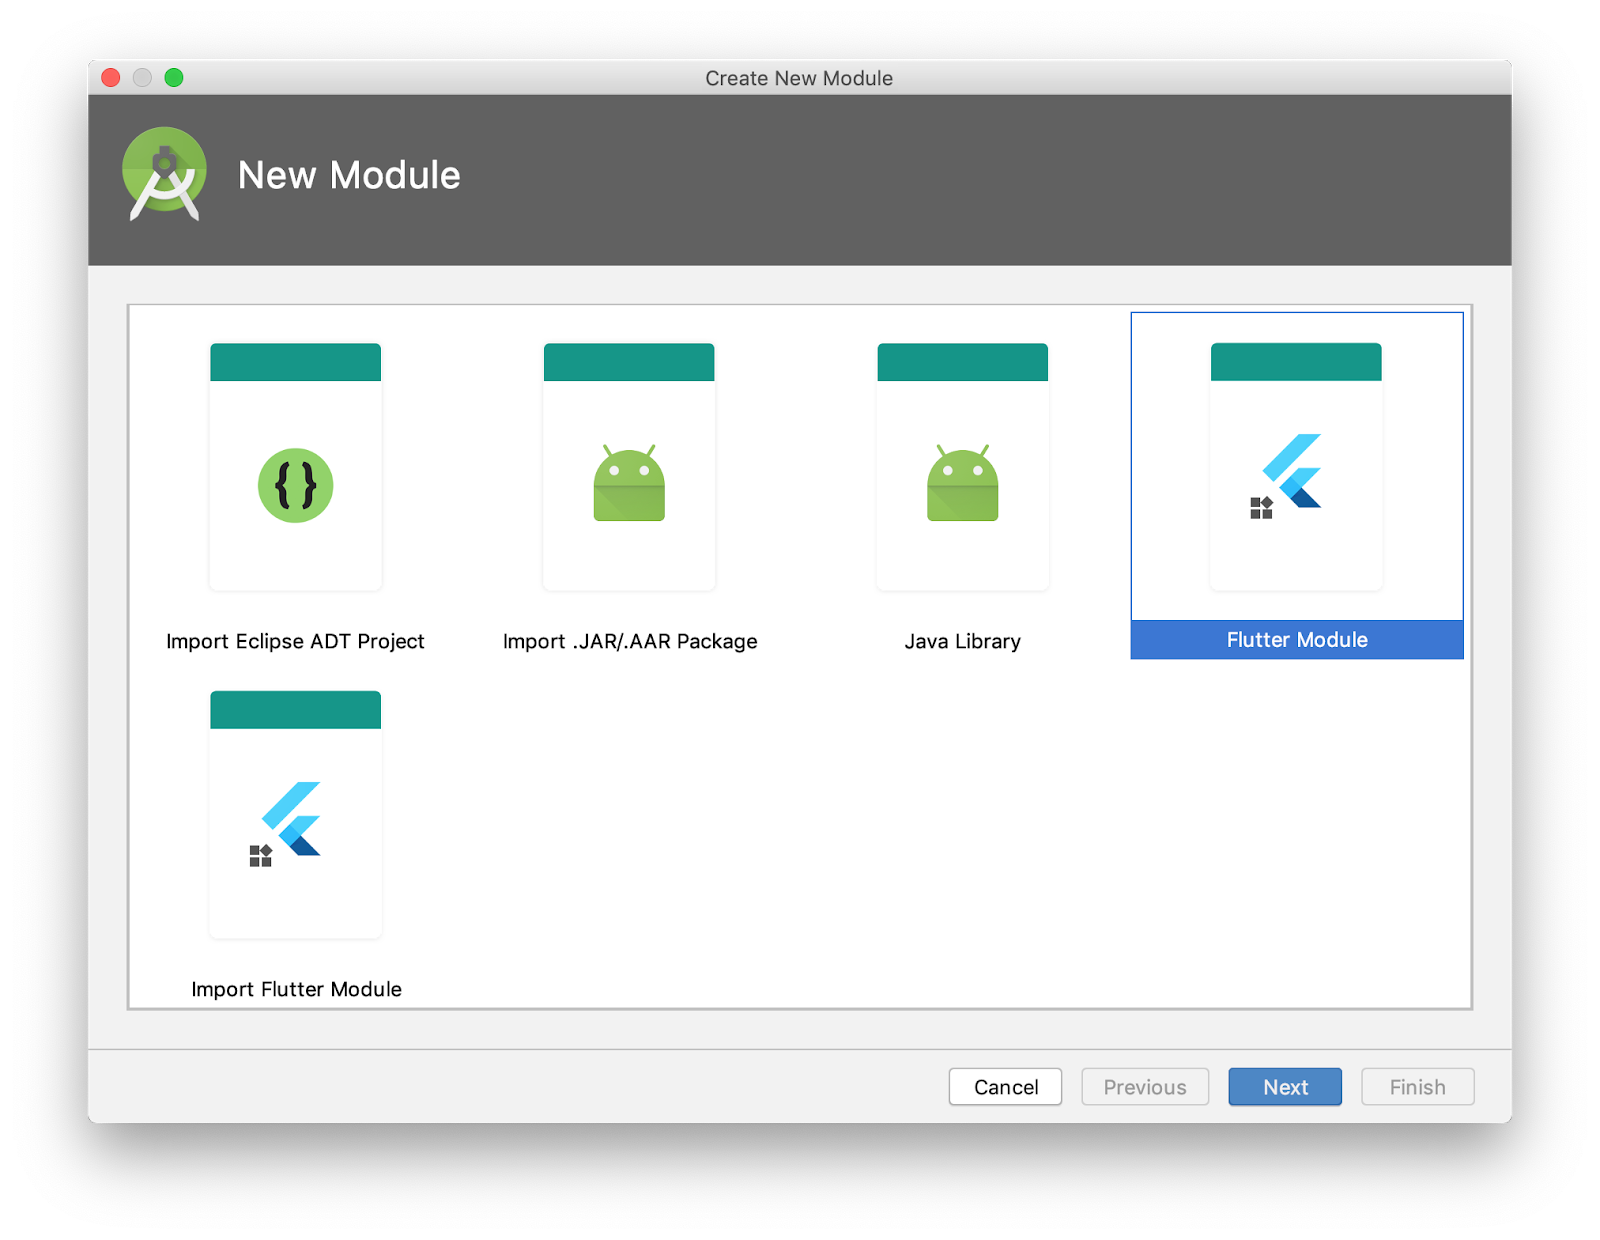 Create New Module
New Module
{}
Import Eclipse ADT Project
Import .JAR/.AAR Package
Java Library
Flutter Module
Import Flutter Module
Cancel
Previous
Next
Finish